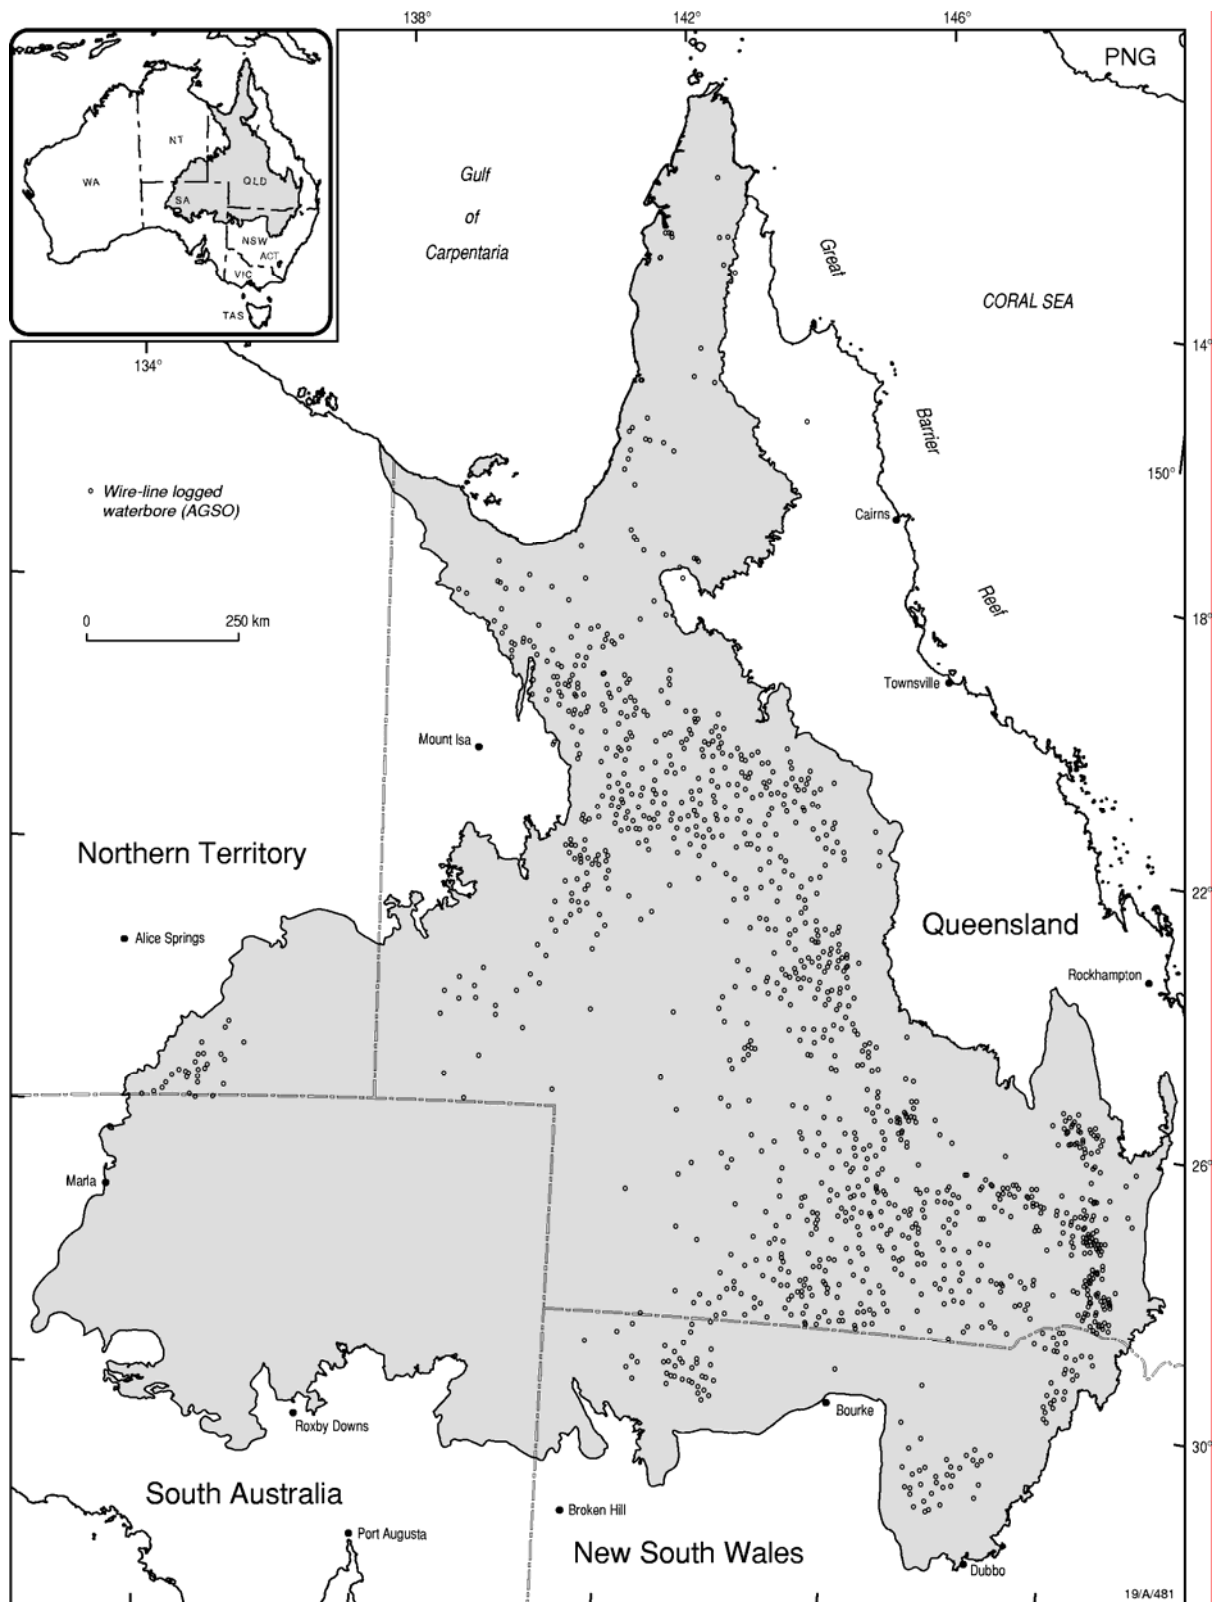 138°
142°
146°
PNG
NT
WA
QLD
SA
NSW
ACT
VIC
TAS
Gulf
of
Carpentaria
Great
CORAL SEA
134°
14°
Barrier
150°
Wire-line logged
waterbore (AGSO)
Cairns
Reef
0 250 km
18°
Townsville
Mount Isa
Northern Territory
22°
Queensland
Alice Springs
Rockhampton
26°
Marla
Bourke
Roxby Downs
30°
South Australia
Broken Hill
Port Augusta
New South Wales
Dubbo
19/A/481